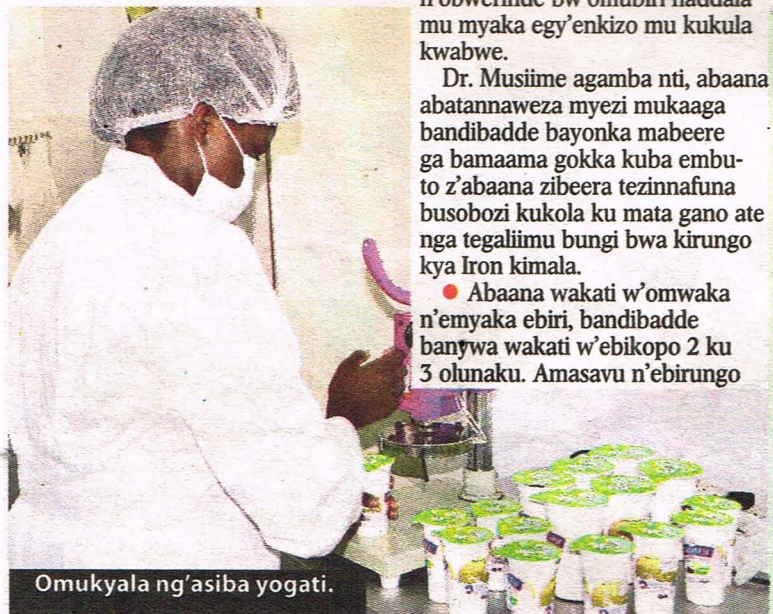 mu myaka egy'enkizo mu kukula
kwabwe.
Dr. Musiime agamba nti, abaana
abatannaweza myezi mukaaga
bandibadde bayonka mabeere
ga bamaama gokka kuba embu-
to z'abaana zibeera tezinnafuna
busobozi kukola ku mata gano ate
nga tegaliimu bungi bwa kirungo
kya Iron kimala.
● Abaana wakati w'omwaka
n'emyaka ebiri, bandibadde
banywa wakati w'ebikopo 2 ku
3 olunaku. Amasavu n'ebirungo
Omukyala ng'asiba yogati.